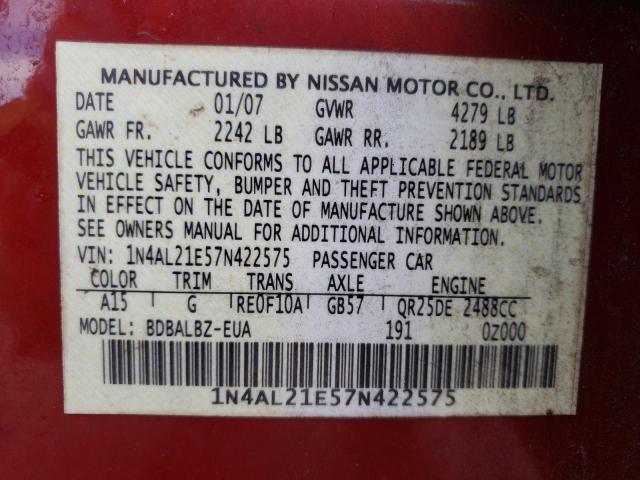 MANUFACTURED BY NISSAN MOTOR CO., LTD.
DATE 01/07 GVWR 4279 LB
GAWR FR. 2242 LB GAWR RR. 2189 LB
THIS VEHICLE CONFORMS TO ALL APPLICABLE FEDERAL MOTOR
VEHICLE SAFETY, BUMPER AND THEFT PREVENTION STANDARDS
IN EFFECT ON THE DATE OF MANUFACTURE SHOWN ABOVE.
SEE OWNERS MANUAL FOR ADDITIONAL INFORMATION.
VIN: 1N4AL21E57N422575 PASSENGER CAR
COLOR TRIM TRANS AXLE ENGINE
A15 G RE0F10A GB57 QR25DE 2488CC
MODEL: BDBALBZ-EUA 191 0Z000
1N4AL21E57N422575